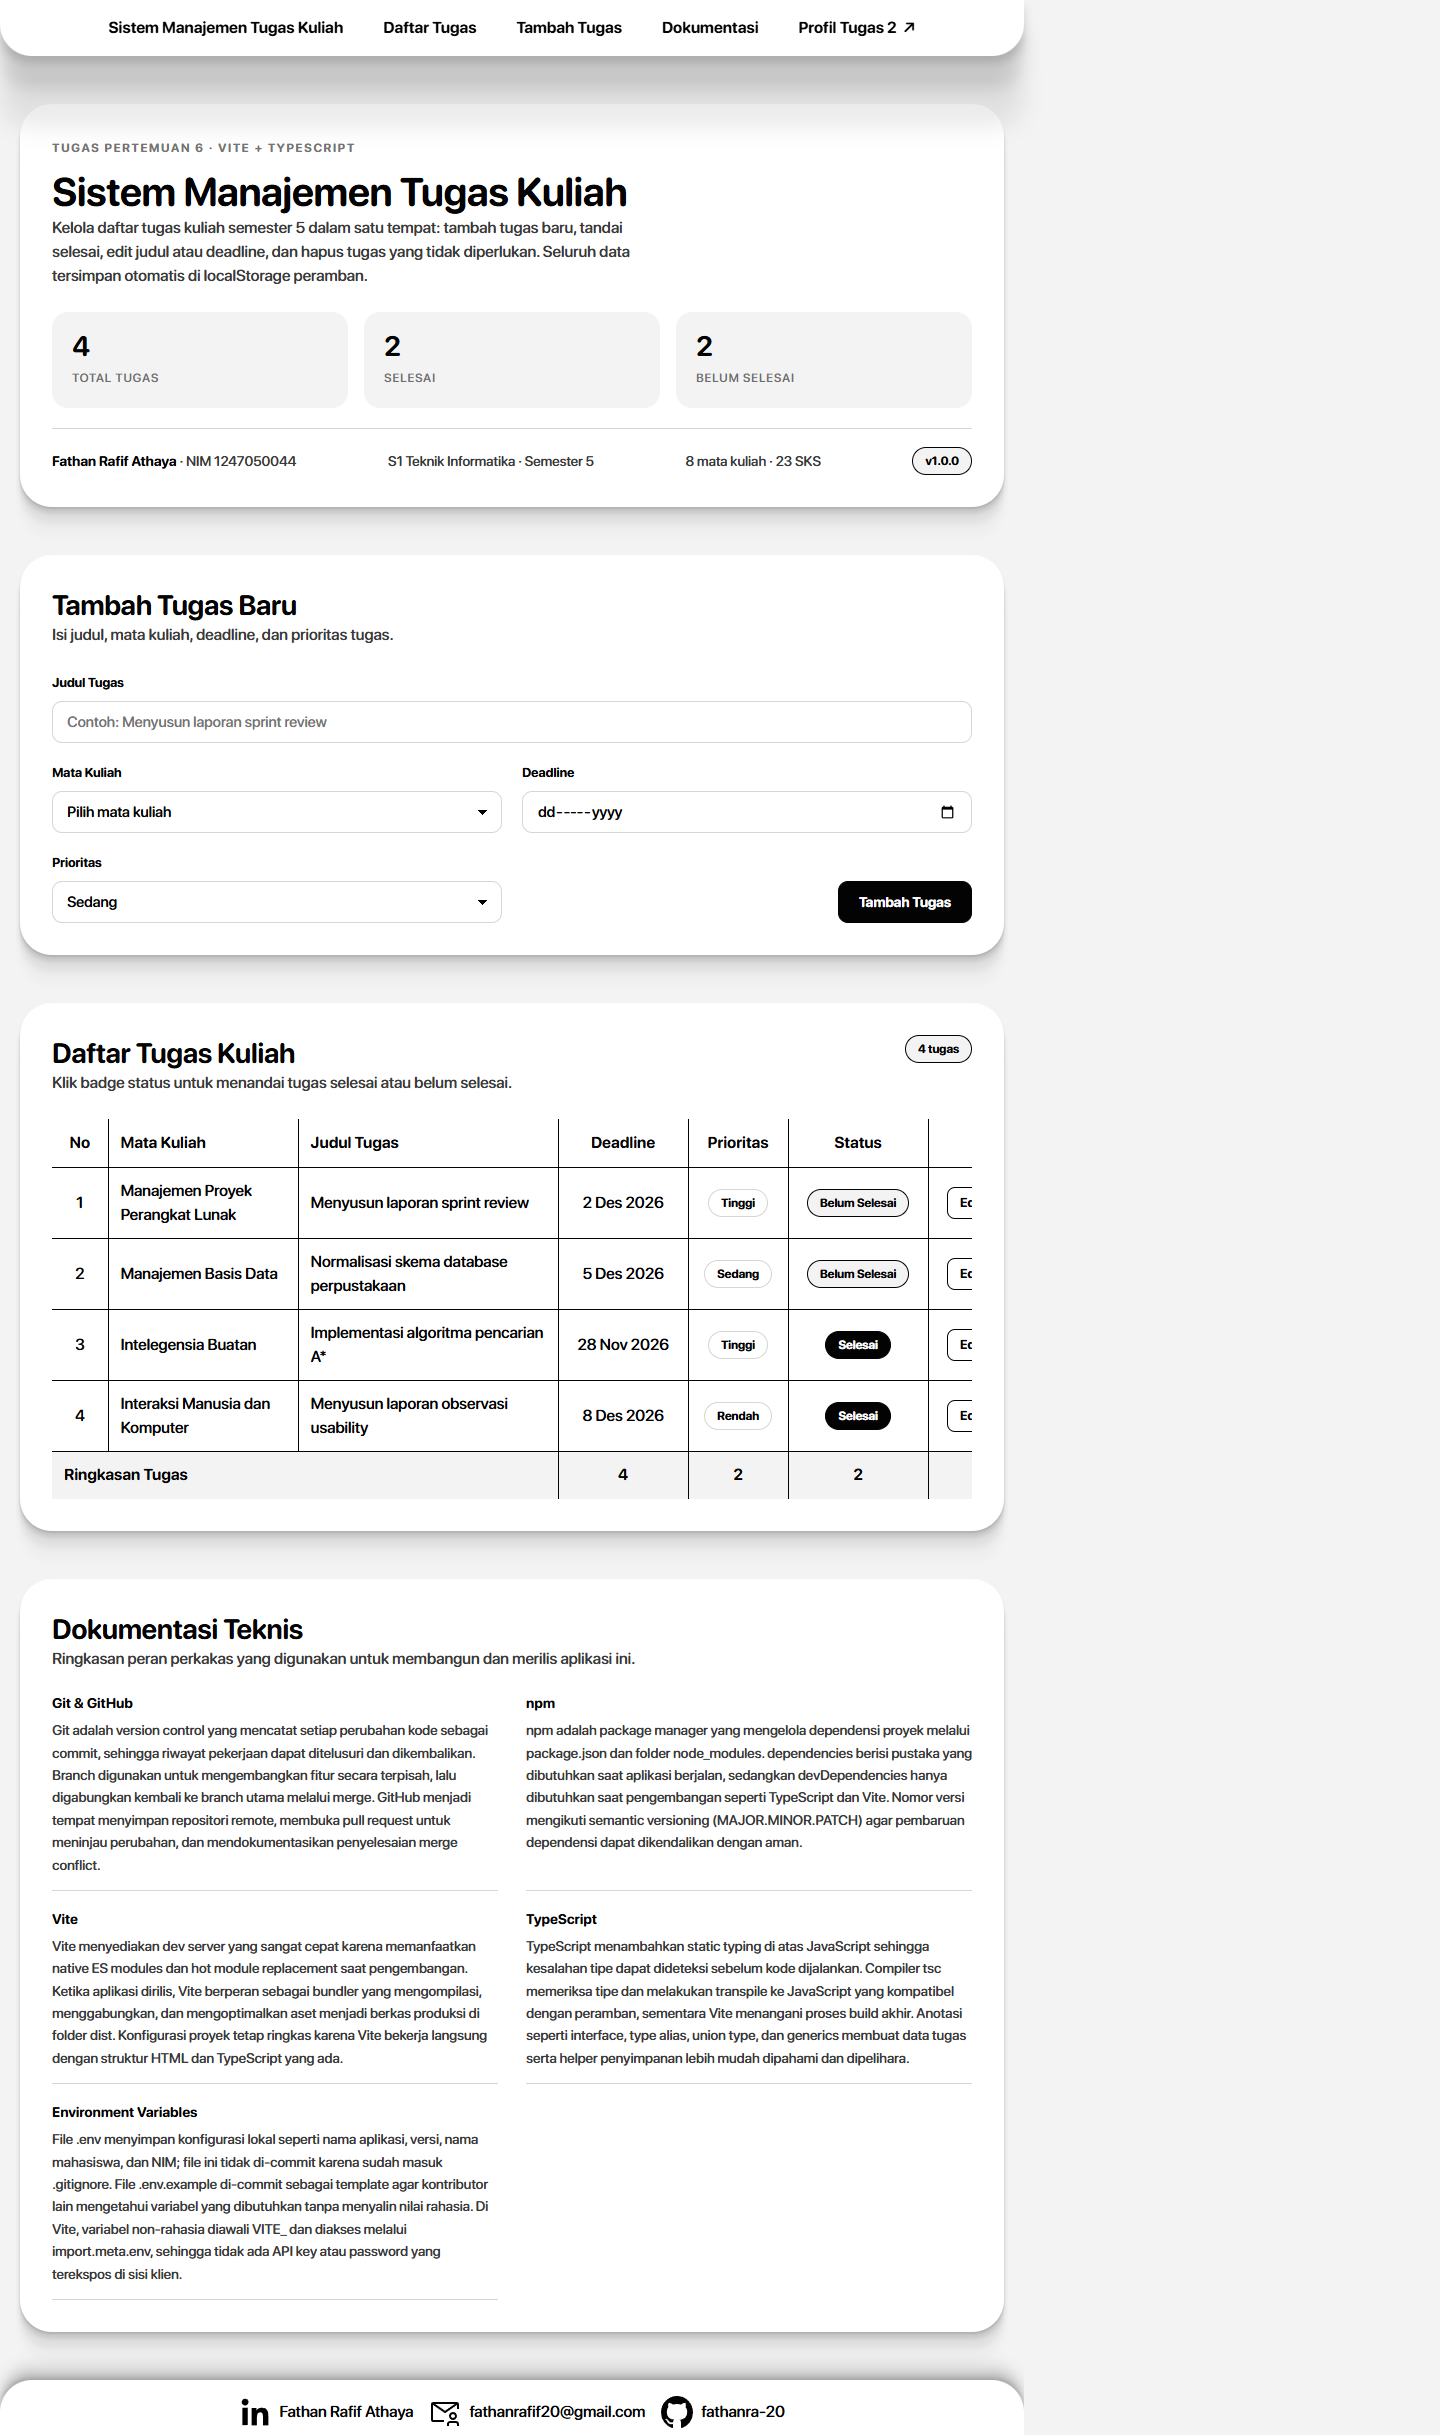 Sistem Manajemen Tugas Kuliah Daftar Tugas Tambah Tugas Dokumentasi Profil Tugas 2 ↗
TUGAS PERTEMUAN 6 · VITE + TYPESCRIPT
Sistem Manajemen Tugas Kuliah
Kelola daftar tugas kuliah semester 5 dalam satu tempat: tambah tugas baru, tandai
selesai, edit judul atau deadline, dan hapus tugas yang tidak diperlukan. Seluruh data
tersimpan otomatis di localStorage peramban.
4
TOTAL TUGAS
2
SELESAI
2
BELUM SELESAI
Fathan Rafif Athaya · NIM 1247050044 S1 Teknik Informatika · Semester 5 8 mata kuliah · 23 SKS v1.0.0
Tambah Tugas Baru
Isi judul, mata kuliah, deadline, dan prioritas tugas.
Judul Tugas
Contoh: Menyusun laporan sprint review
Mata Kuliah
Pilih mata kuliah
Deadline
dd-----yyyy
Prioritas
Sedang
Tambah Tugas
Daftar Tugas Kuliah
4 tugas
Klik badge status untuk menandai tugas selesai atau belum selesai.
No Mata Kuliah Judul Tugas Deadline Prioritas Status
1 Manajemen Proyek Perangkat Lunak Menyusun laporan sprint review 2 Des 2026 Tinggi Belum Selesai Ed
2 Manajemen Basis Data Normalisasi skema database perpustakaan 5 Des 2026 Sedang Belum Selesai Ed
3 Intelegensia Buatan Implementasi algoritma pencarian A* 28 Nov 2026 Tinggi Selesai Ed
4 Interaksi Manusia dan Komputer Menyusun laporan observasi usability 8 Des 2026 Rendah Selesai Ed
Ringkasan Tugas 4 2 2
Dokumentasi Teknis
Ringkasan peran perkakas yang digunakan untuk membangun dan merilis aplikasi ini.
Git & GitHub
Git adalah version control yang mencatat setiap perubahan kode sebagai
commit, sehingga riwayat pekerjaan dapat ditelusuri dan dikembalikan.
Branch digunakan untuk mengembangkan fitur secara terpisah, lalu
digabungkan kembali ke branch utama melalui merge. GitHub menjadi
tempat menyimpan repositori remote, membuka pull request untuk
meninjau perubahan, dan mendokumentasikan penyelesaian merge
conflict.
npm
npm adalah package manager yang mengelola dependensi proyek melalui
package.json dan folder node_modules. dependencies berisi pustaka yang
dibutuhkan saat aplikasi berjalan, sedangkan devDependencies hanya
dibutuhkan saat pengembangan seperti TypeScript dan Vite. Nomor versi
mengikuti semantic versioning (MAJOR.MINOR.PATCH) agar pembaruan
dependensi dapat dikendalikan dengan aman.
Vite
Vite menyediakan dev server yang sangat cepat karena memanfaatkan
native ES modules dan hot module replacement saat pengembangan.
Ketika aplikasi dirilis, Vite berperan sebagai bundler yang mengompilasi,
menggabungkan, dan mengoptimalkan aset menjadi berkas produksi di
folder dist. Konfigurasi proyek tetap ringkas karena Vite bekerja langsung
dengan struktur HTML dan TypeScript yang ada.
TypeScript
TypeScript menambahkan static typing di atas JavaScript sehingga
kesalahan tipe dapat dideteksi sebelum kode dijalankan. Compiler tsc
memeriksa tipe dan melakukan transpile ke JavaScript yang kompatibel
dengan peramban, sementara Vite menangani proses build akhir. Anotasi
seperti interface, type alias, union type, dan generics membuat data tugas
serta helper penyimpanan lebih mudah dipahami dan dipelihara.
Environment Variables
File .env menyimpan konfigurasi lokal seperti nama aplikasi, versi, nama
mahasiswa, dan NIM; file ini tidak di-commit karena sudah masuk
.gitignore. File .env.example di-commit sebagai template agar kontributor
lain mengetahui variabel yang dibutuhkan tanpa menyalin nilai rahasia. Di
Vite, variabel non-rahasia diawali VITE_ dan diakses melalui
import.meta.env, sehingga tidak ada API key atau password yang
terekspos di sisi klien.
in Fathan Rafif Athaya fathanrafif20@gmail.com fathanra-20